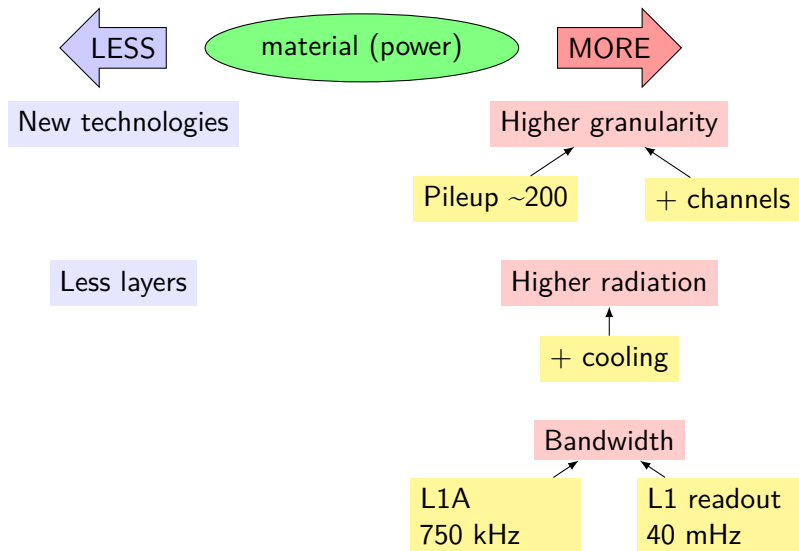 LESS
material (power)
MORE
New technologies
Higher granularity
Pileup ~200
+ channels
Less layers
Higher radiation
+ cooling
Bandwidth
L1A
750 kHz
L1 readout
40 mHz